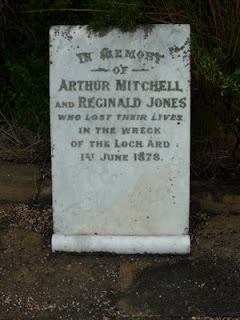 IN MEMORY
OF
ARTHUR MITCHELL
AND REGINALD JONES
WHO LOST THEIR LIVES
IN THE WRECK
OF THE LOCH ARD
1ST JUNE 1878.